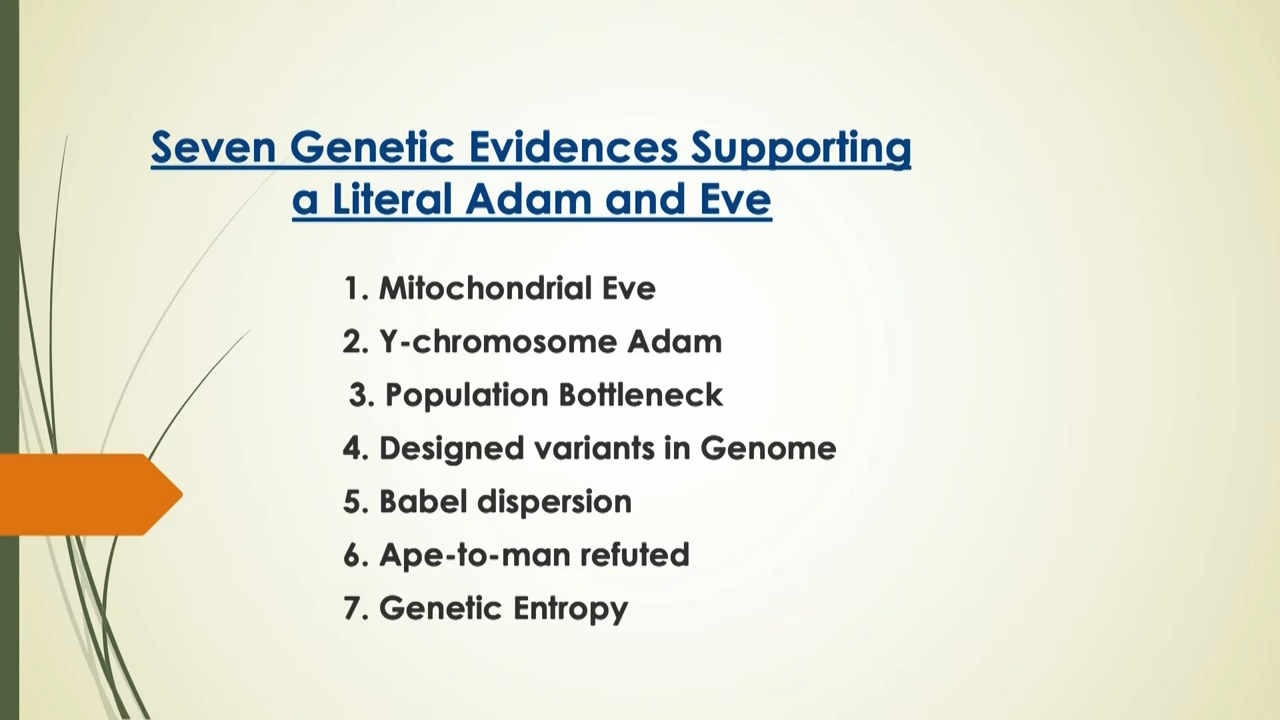 Seven Genetic Evidences Supporting
a Literal Adam and Eve
1. Mitochondrial Eve
2. Y-chromosome Adam
3. Population Bottleneck
4. Designed variants in Genome
5. Babel dispersion
6. Ape-to-man refuted
7. Genetic Entropy